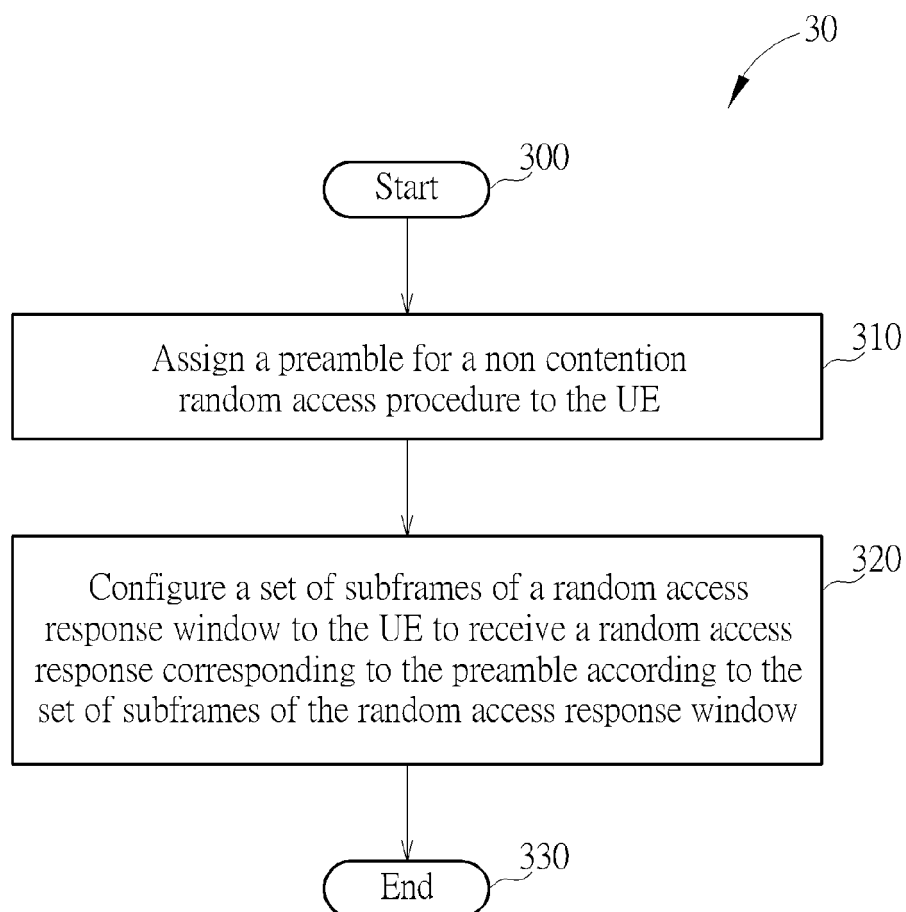 30
300
Start
310
Assign a preamble for a non contention
random access procedure to the UE
320
Configure a set of subframes of a random access
response window to the UE to receive a random access
response corresponding to the preamble according to the
set of subframes of the random access response window
330
End